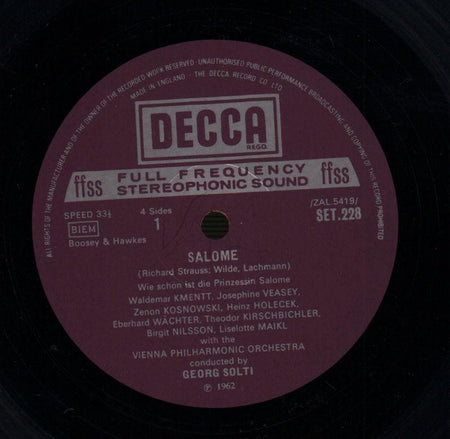 ALL RIGHTS OF THE MANUFACTURER AND OF THE OWNER OF THE RECORDED WORK RESERVED · UNAUTHORISED PUBLIC PERFORMANCE BROADCASTING AND COPYING OF THIS RECORD PROHIBITED
MADE IN ENGLAND · THE DECCA RECORD CO LTD
DECCA
REGD.
ffss FULL FREQUENCY STEREOPHONIC SOUND ffss
SPEED 33⅓
4 Sides
/ZAL.5419/
BIEM
1
SET.228
Boosey & Hawkes
SALOME
(Richard Strauss: Wilde, Lachmann)
Wie schon ist die Prinzessin Salome
Waldemar KMENTT, Josephine VEASEY,
Zenon KOSNOWSKI, Heinz HOLECEK,
Eberhard WÄCHTER, Theodor KIRSCHBICHLER,
Birgit NILSSON, Liselotte MAIKL
with the
VIENNA PHILHARMONIC ORCHESTRA
conducted by
GEORG SOLTI
℗ 1962